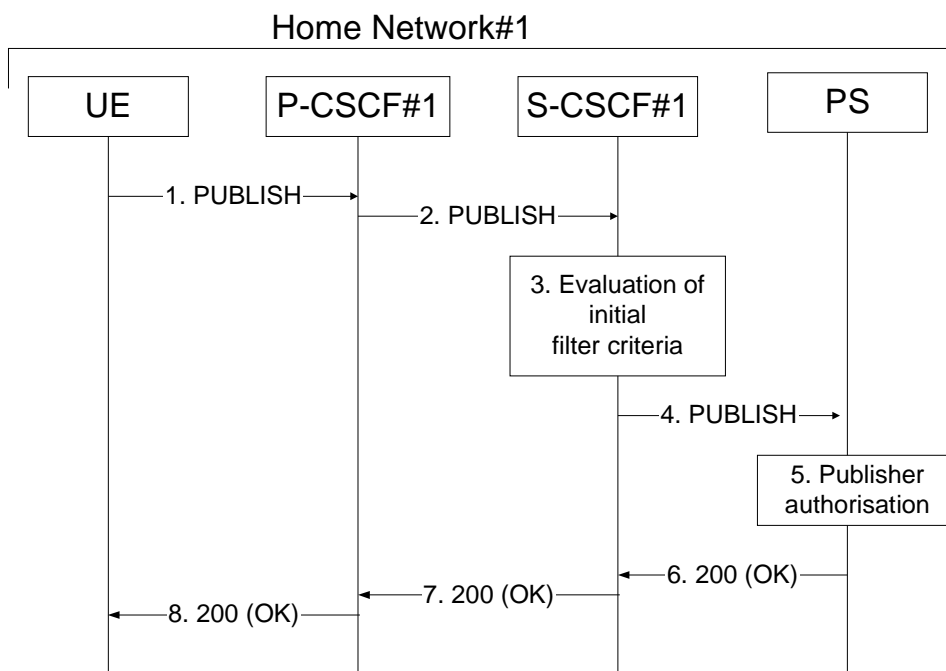 Home Network#1
UE
P-CSCF#1
S-CSCF#1
PS
1. PUBLISH
2. PUBLISH
3. Evaluation of
initial
filter criteria
4. PUBLISH
5. Publisher
authorisation
6. 200 (OK)
7. 200 (OK)
8. 200 (OK)